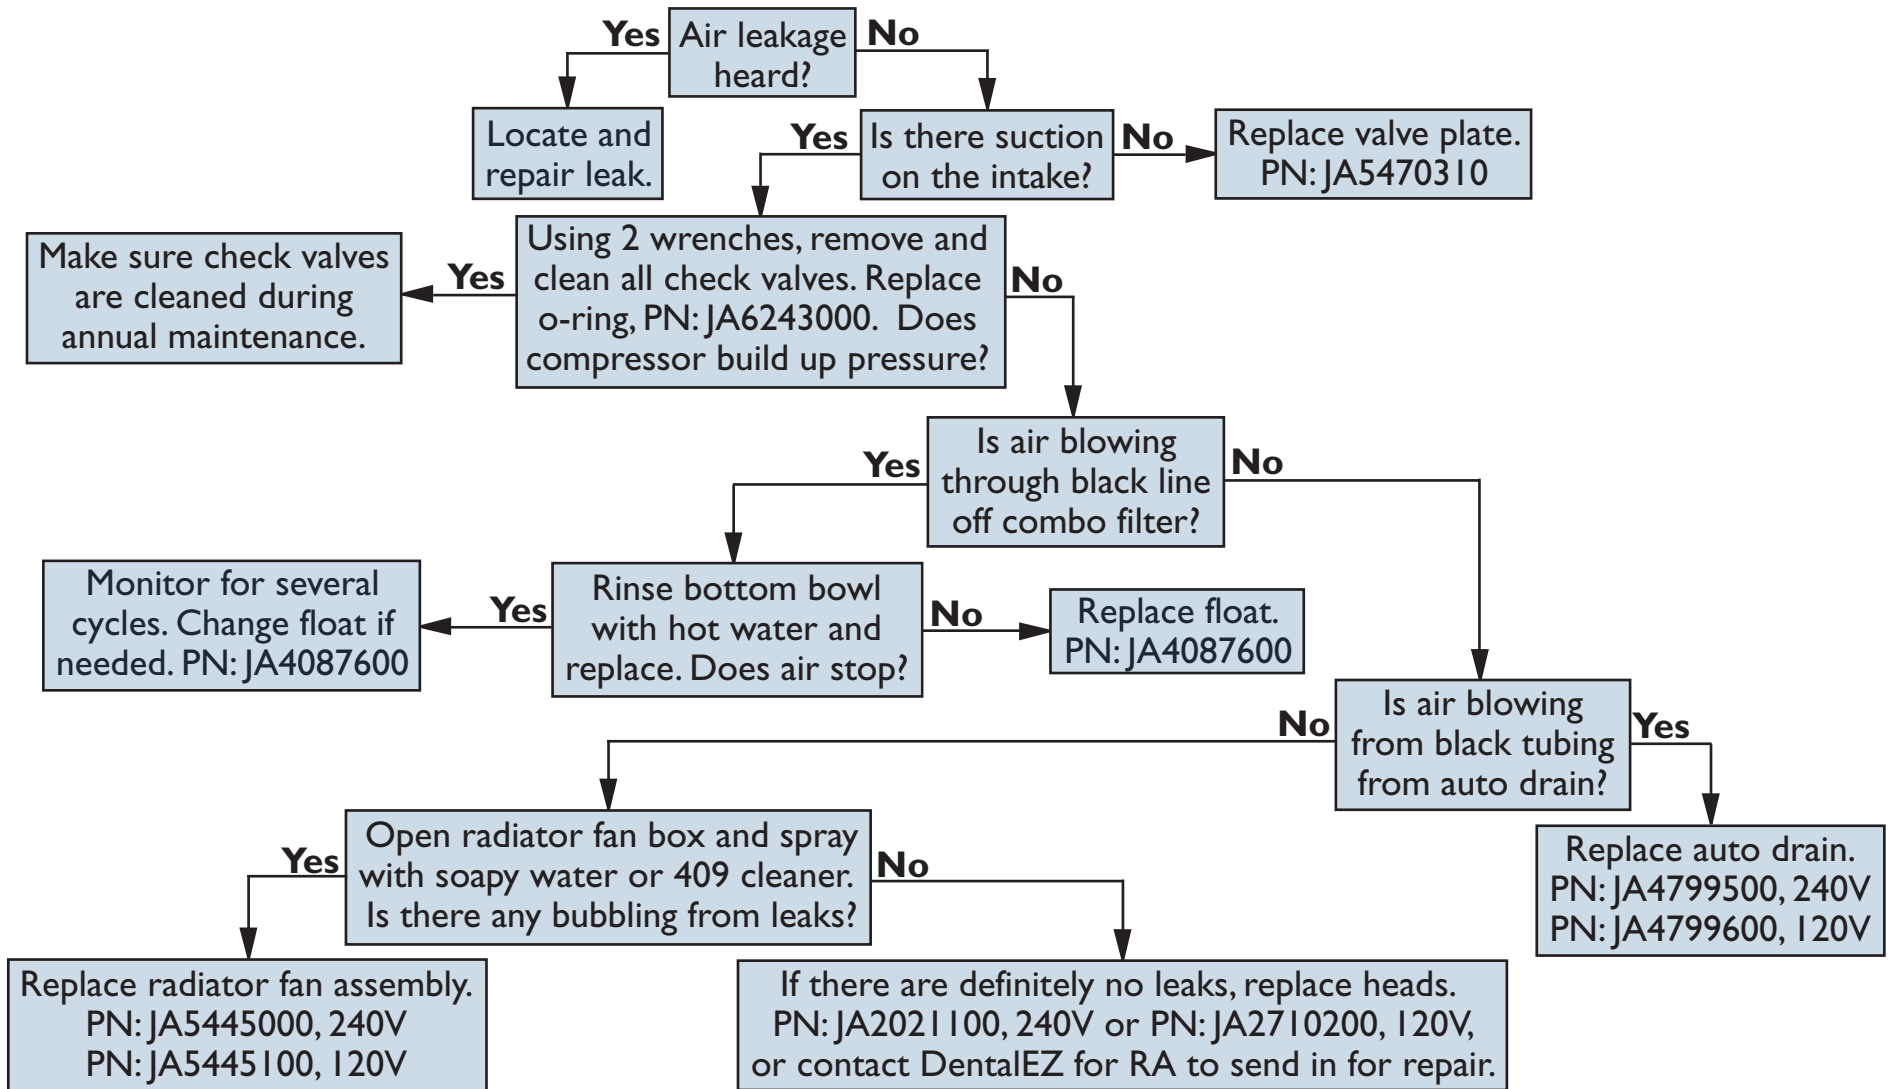 Yes
Air leakage
heard?
No
Locate and
repair leak.
Yes
Is there suction
on the intake?
No
Replace valve plate.
PN: JA5470310
Make sure check valves
are cleaned during
annual maintenance.
Yes
Using 2 wrenches, remove and
clean all check valves. Replace
o-ring, PN: JA6243000. Does
compressor build up pressure?
No
Yes
Is air blowing
through black line
off combo filter?
No
Monitor for several
cycles. Change float if
needed. PN: JA4087600
Yes
Rinse bottom bowl
with hot water and
replace. Does air stop?
No
Replace float.
PN: JA4087600
No
Is air blowing
from black tubing
from auto drain?
Yes
Yes
Open radiator fan box and spray
with soapy water or 409 cleaner.
Is there any bubbling from leaks?
No
Replace auto drain.
PN: JA4799500, 240V
PN: JA4799600, 120V
Replace radiator fan assembly.
PN: JA5445000, 240V
PN: JA5445100, 120V
If there are definitely no leaks, replace heads.
PN: JA2021100, 240V or PN: JA2710200, 120V,
or contact DentalEZ for RA to send in for repair.